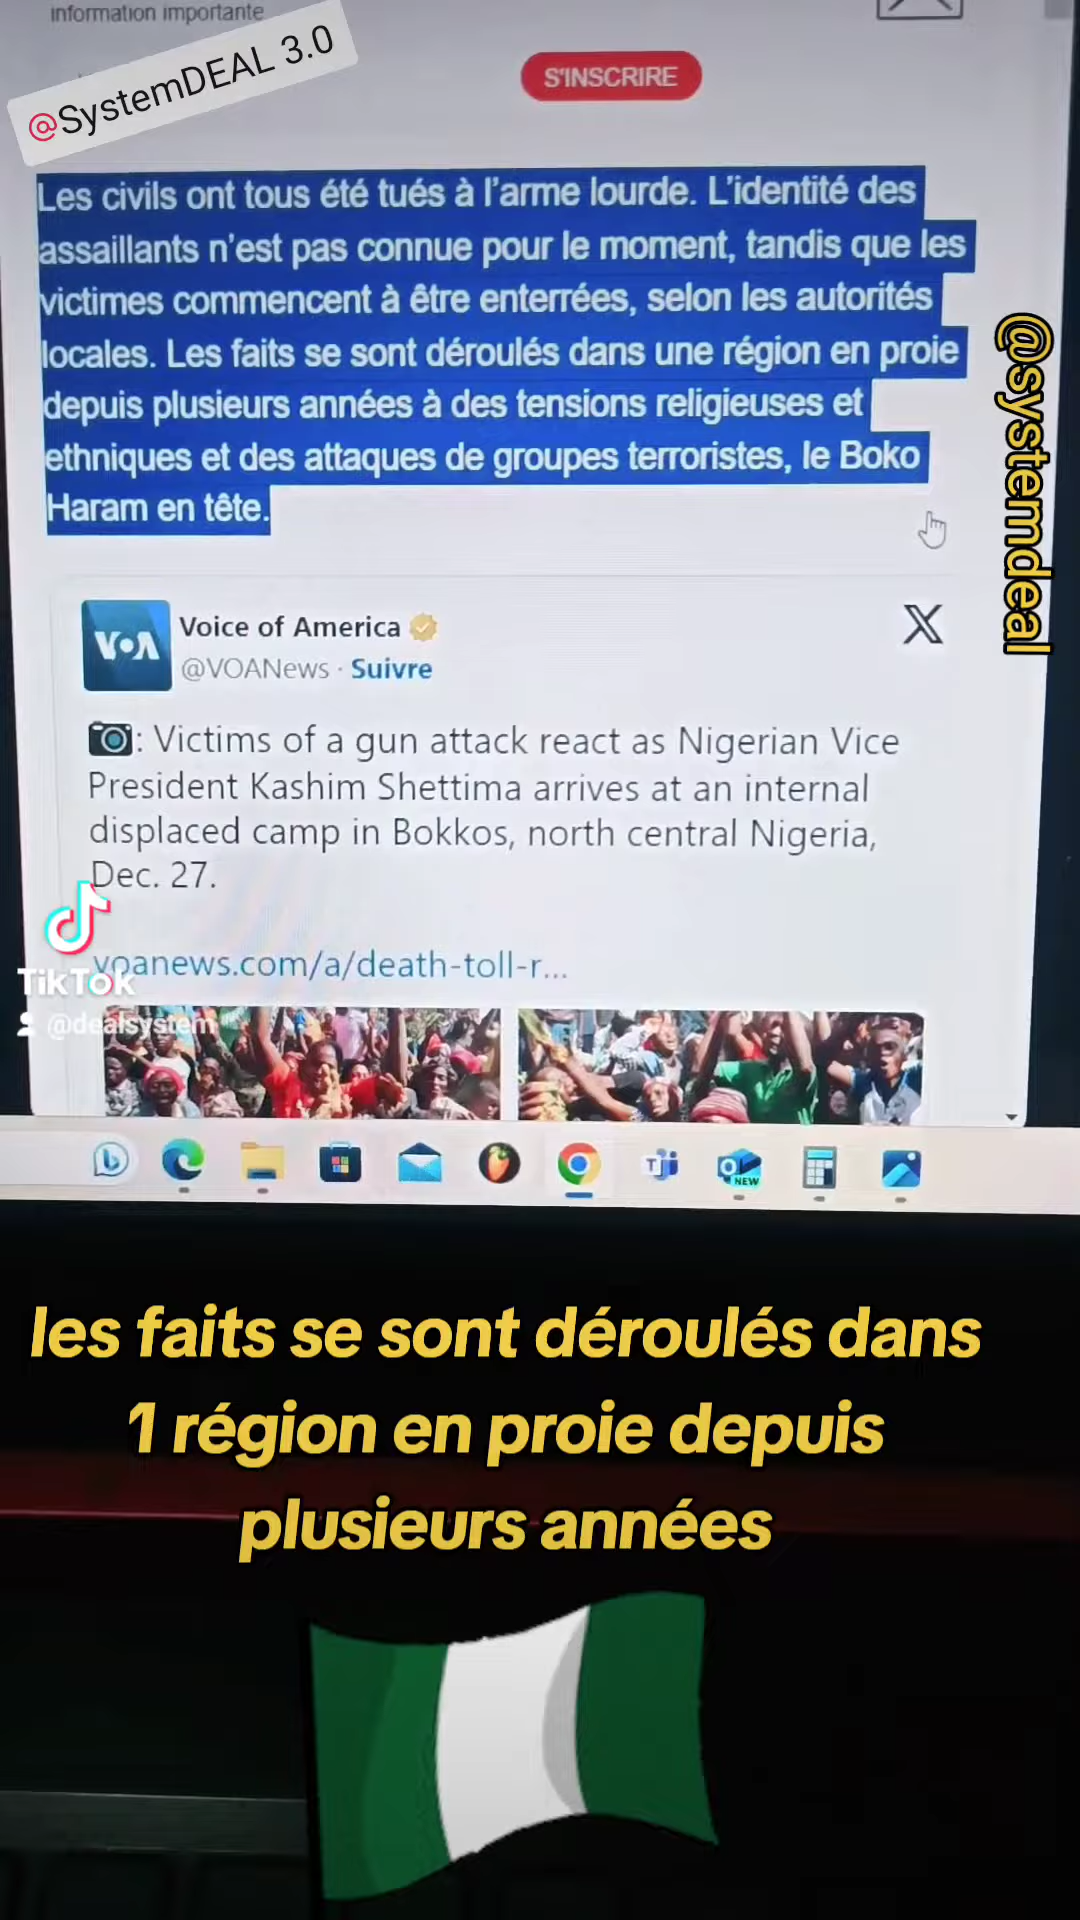 information importante
@SystemDEAL 3.0
S'INSCRIRE
Les civils ont tous été tués à l'arme lourde. L'identité des
assaillants n'est pas connue pour le moment, tandis que les
victimes commencent à être enterrées, selon les autorités
locales. Les faits se sont déroulés dans une région en proie
depuis plusieurs années à des tensions religieuses et
ethniques et des attaques de groupes terroristes, le Boko
Haram en tête.
@systemdeal
VOA
Voice of America
@VOANews · Suivre
X
: Victims of a gun attack react as Nigerian Vice
President Kashim Shettima arrives at an internal
displaced camp in Bokkos, north central Nigeria,
Dec. 27.
voanews.com/a/death-toll-r...
TikTok
@dealsystem
NEW
les faits se sont déroulés dans
1 région en proie depuis
plusieurs années